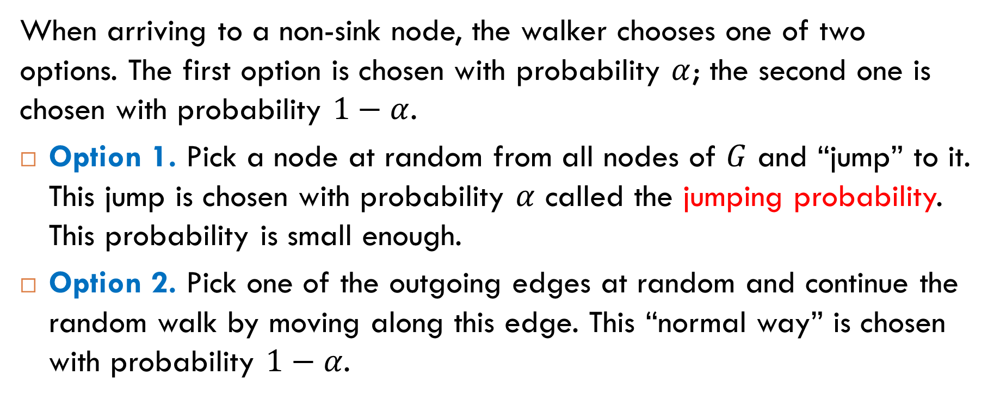 When arriving to a non-sink node, the walker chooses one of two
options. The first option is chosen with probability α; the second one is
chosen with probability 1 − α.
□ Option 1. Pick a node at random from all nodes of G and “jump” to it.
This jump is chosen with probability α called the jumping probability.
This probability is small enough.
□ Option 2. Pick one of the outgoing edges at random and continue the
random walk by moving along this edge. This “normal way” is chosen
with probability 1 − α.